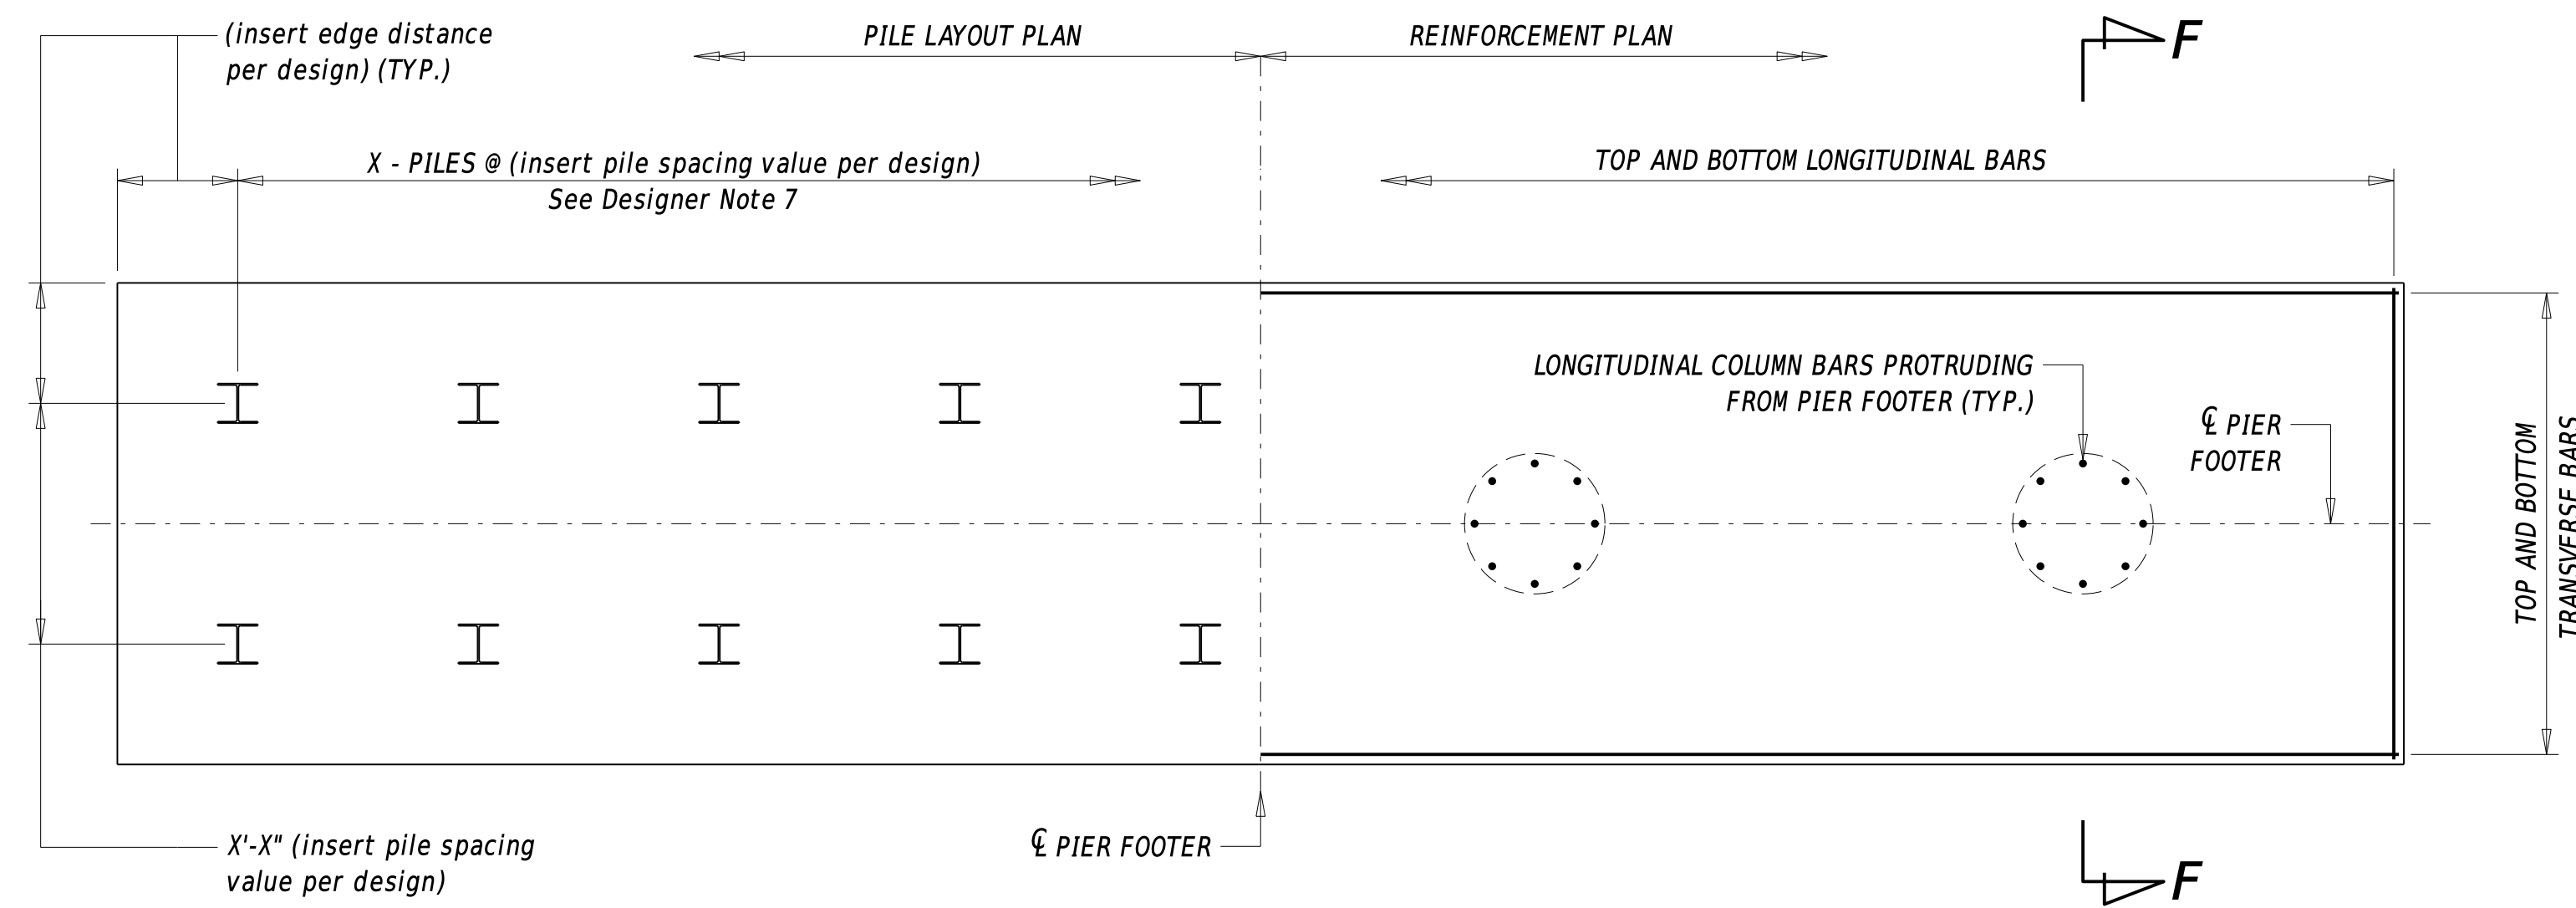 (insert edge distance
per design) (TYP.)
PILE LAYOUT PLAN
REINFORCEMENT PLAN
F
X - PILES @ (insert pile spacing value per design)
See Designer Note 7
TOP AND BOTTOM LONGITUDINAL BARS
LONGITUDINAL COLUMN BARS PROTRUDING
FROM PIER FOOTER (TYP.)
℄ PIER
FOOTER
TOP AND BOTTOM
TRANSVERSE BARS
X'-X" (insert pile spacing
value per design)
℄ PIER FOOTER
F